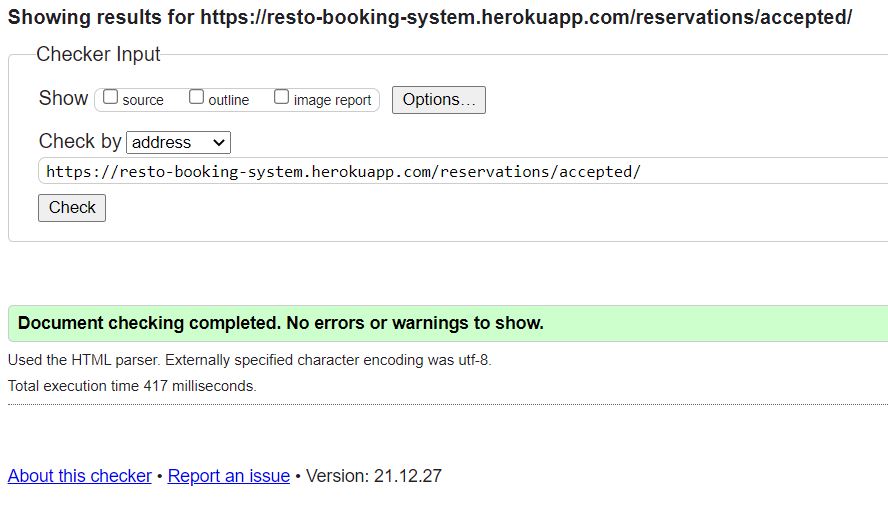 Showing results for https://resto-booking-system.herokuapp.com/reservations/accepted/
Checker Input
Show source outline image report Options...
Check by address
https://resto-booking-system.herokuapp.com/reservations/accepted/
Check
Document checking completed. No errors or warnings to show.
Used the HTML parser. Externally specified character encoding was utf-8.
Total execution time 417 milliseconds.
About this checker • Report an issue • Version: 21.12.27